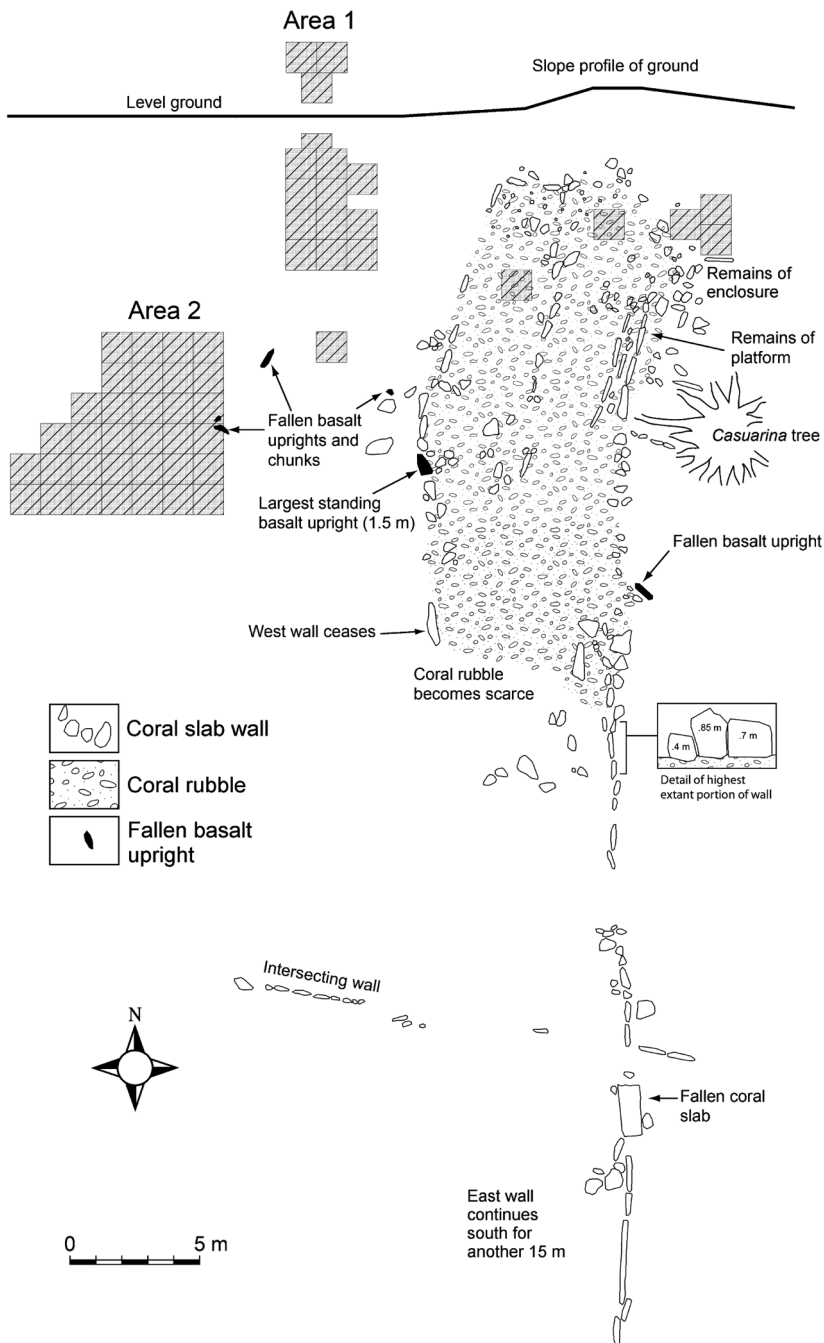 Area 1
Slope profile of ground
Level ground
Remains of
enclosure
Area 2
Remains of
platform
Fallen basalt
uprights and
chunks
Casuarina tree
Largest standing
basalt upright (1.5 m)
Fallen basalt upright
West wall ceases
Coral rubble
becomes scarce
.4 m
.85 m
.7 m
Detail of highest
extant portion of wall
Coral slab wall
Coral rubble
Fallen basalt
upright
Intersecting wall
N
Fallen coral
slab
East wall
continues
south for
another 15 m
0 5 m